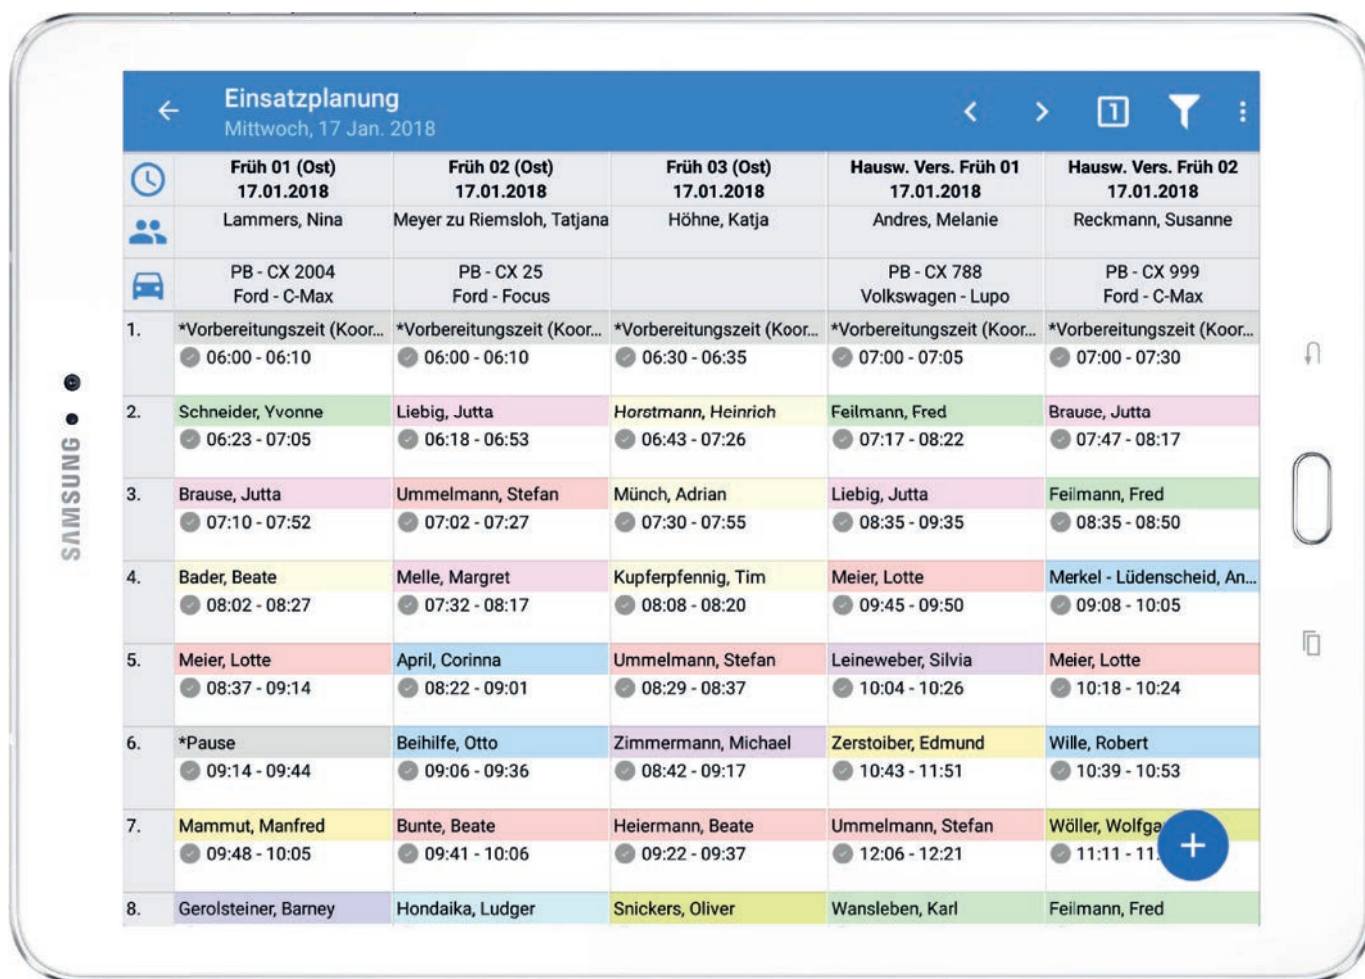 Einsatzplanung
Mittwoch, 17 Jan. 2018
1
Früh 01 (Ost) Früh 02 (Ost) Früh 03 (Ost) Hausw. Vers. Früh 01 Hausw. Vers. Früh 02
17.01.2018 17.01.2018 17.01.2018 17.01.2018 17.01.2018
Lammers, Nina Meyer zu Riemsloh, Tatjana Höhne, Katja Andres, Melanie Reckmann, Susanne
PB - CX 2004 PB - CX 25 PB - CX 788 PB - CX 999
Ford - C-Max Ford - Focus Volkswagen - Lupo Ford - C-Max
1. *Vorbereitungszeit (Koor... *Vorbereitungszeit (Koor... *Vorbereitungszeit (Koor... *Vorbereitungszeit (Koor... *Vorbereitungszeit (Koor...
06:00 - 06:10 06:00 - 06:10 06:30 - 06:35 07:00 - 07:05 07:00 - 07:30
2. Schneider, Yvonne Liebig, Jutta Horstmann, Heinrich Feilmann, Fred Brause, Jutta
06:23 - 07:05 06:18 - 06:53 06:43 - 07:26 07:17 - 08:22 07:47 - 08:17
3. Brause, Jutta Ummelmann, Stefan Münch, Adrian Liebig, Jutta Feilmann, Fred
07:10 - 07:52 07:02 - 07:27 07:30 - 07:55 08:35 - 09:35 08:35 - 08:50
4. Bader, Beate Melle, Margret Kupferpfennig, Tim Meier, Lotte Merkel - Lüdenscheid, An...
08:02 - 08:27 07:32 - 08:17 08:08 - 08:20 09:45 - 09:50 09:08 - 10:05
5. Meier, Lotte April, Corinna Ummelmann, Stefan Leineweber, Silvia Meier, Lotte
08:37 - 09:14 08:22 - 09:01 08:29 - 08:37 10:04 - 10:26 10:18 - 10:24
6. *Pause Beihilfe, Otto Zimmermann, Michael Zerstoiber, Edmund Wille, Robert
09:14 - 09:44 09:06 - 09:36 08:42 - 09:17 10:43 - 11:51 10:39 - 10:53
7. Mammut, Manfred Bunte, Beate Heiermann, Beate Ummelmann, Stefan Wöller, Wolfga
09:48 - 10:05 09:41 - 10:06 09:22 - 09:37 12:06 - 12:21 11:11 - 11
8. Gerolsteiner, Barney Hondaika, Ludger Snickers, Oliver Wansleben, Karl Feilmann, Fred
SAMSUNG